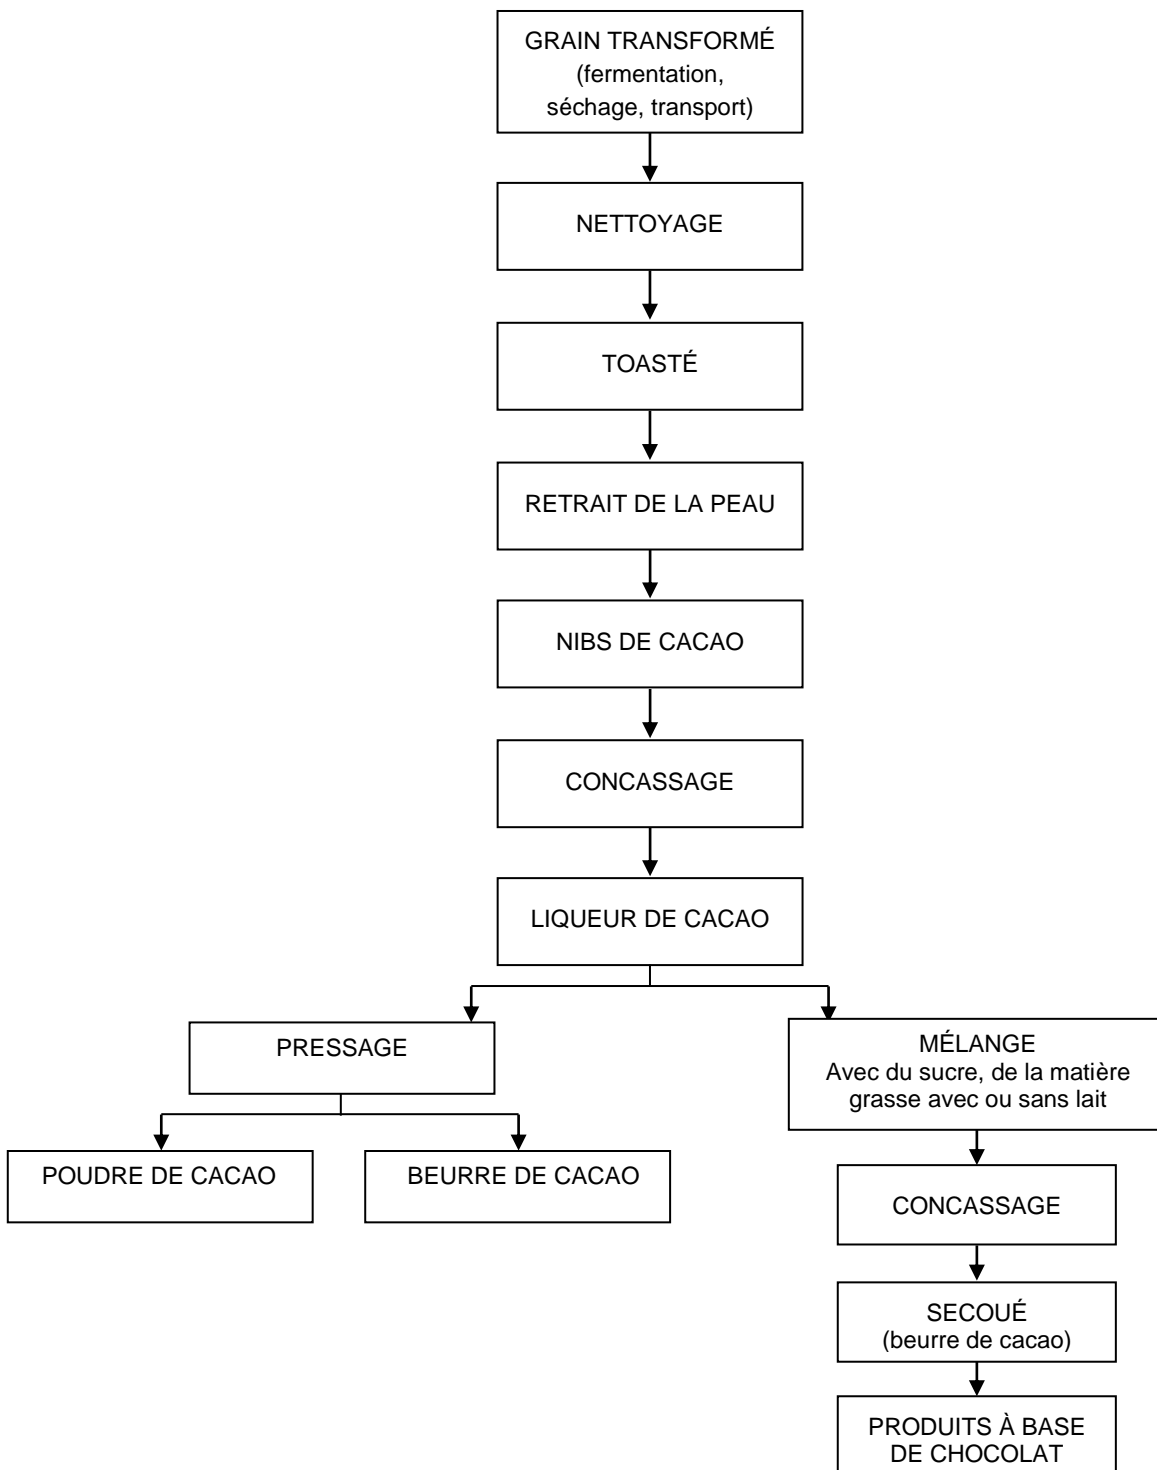 GRAIN TRANSFORMÉ
(fermentation,
séchage, transport)
NETTOYAGE
TOASTÉ
RETRAIT DE LA PEAU
NIBS DE CACAO
CONCASSAGE
LIQUEUR DE CACAO
PRESSAGE
MÉLANGE
Avec du sucre, de la matière
grasse avec ou sans lait
POUDRE DE CACAO
BEURRE DE CACAO
CONCASSAGE
SECOUÉ
(beurre de cacao)
PRODUITS À BASE
DE CHOCOLAT